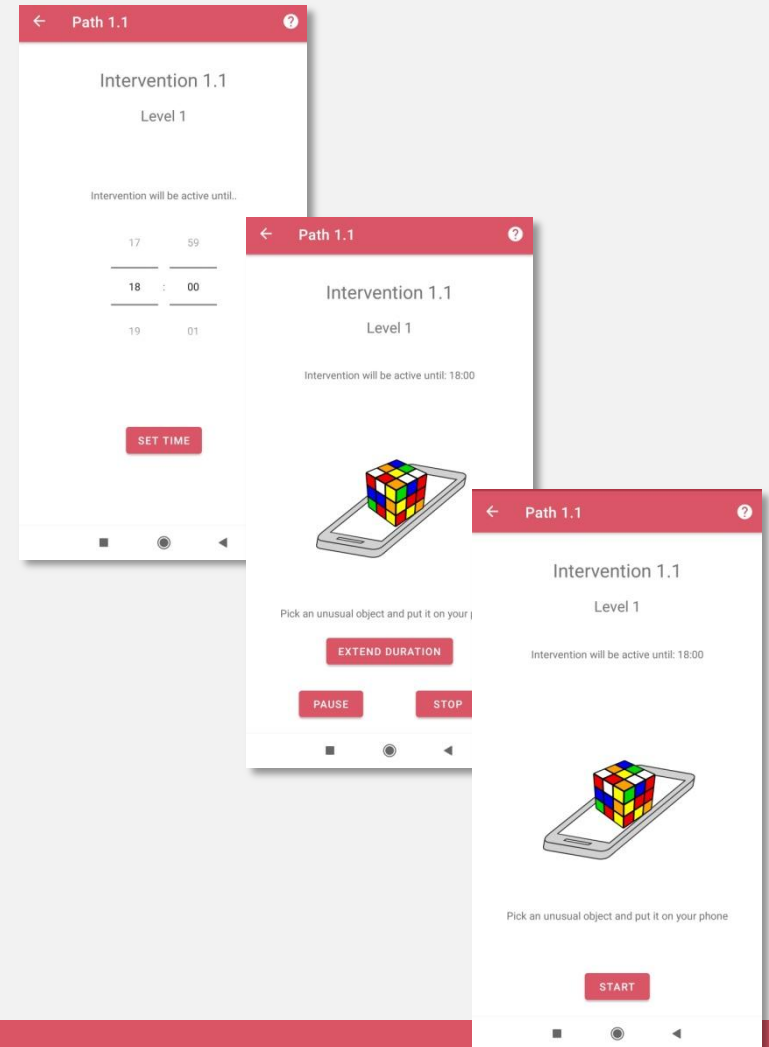 Path 1.1
?
Intervention 1.1
Level 1
Intervention will be active until..
17 59
18 : 00
19 01
SET TIME
Path 1.1
?
Intervention 1.1
Level 1
Intervention will be active until: 18:00
Pick an unusual object and put it on your
EXTEND DURATION
PAUSE STOP
Path 1.1
?
Intervention 1.1
Level 1
Intervention will be active until: 18:00
Pick an unusual object and put it on your phone
START